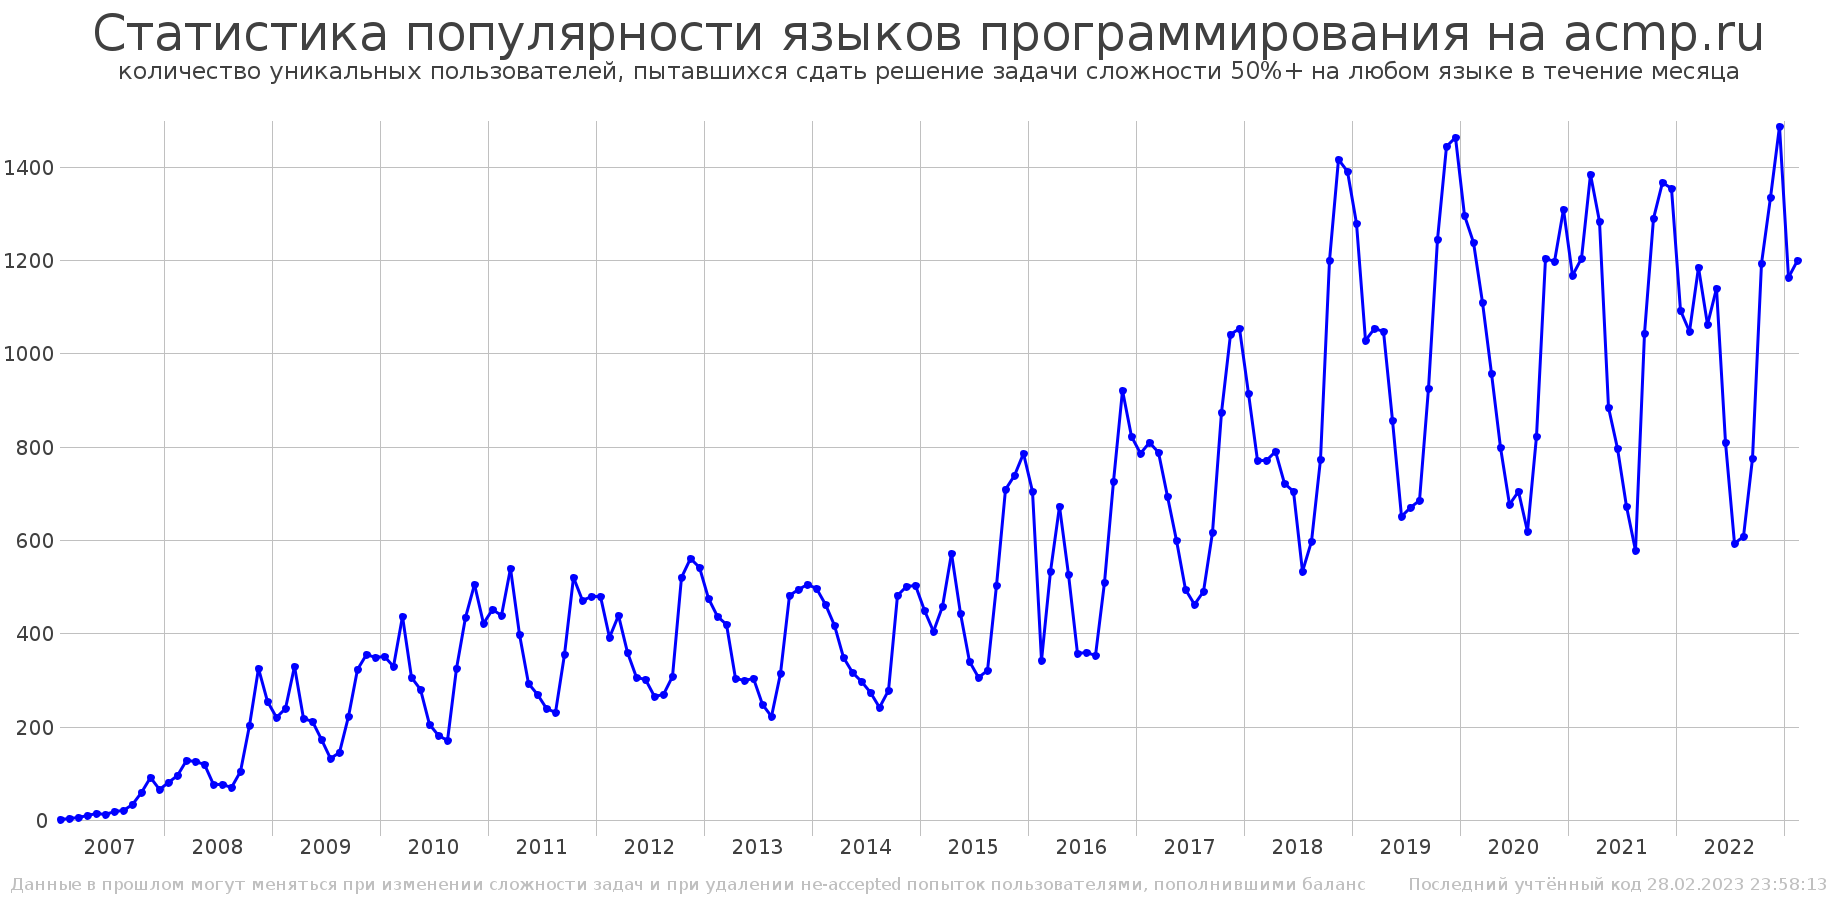 Статистика популярности языков программирования на acmp.ru
количество уникальных пользователей, пытавшихся сдать решение задачи сложности 50%+ на любом языке в течение месяца
1400
1200
1000
800
600
400
200
0
2007 2008 2009 2010 2011 2012 2013 2014 2015 2016 2017 2018 2019 2020 2021 2022
Данные в прошлом могут меняться при изменении сложности задач и при удалении не-accepted попыток пользователями, пополнившими баланс Последний учтённый код 28.02.2023 23:58:13